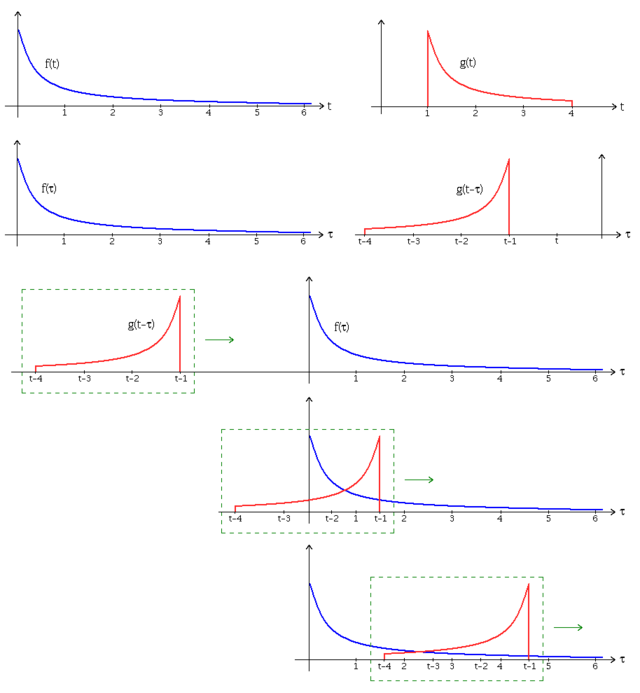 f(t)
1 2 3 4 5 6 t
g(t)
1 2 3 4 t
f(τ)
1 2 3 4 5 6 τ
g(t-τ)
t-4 t-3 t-2 t-1 t τ
g(t-τ)
t-4 t-3 t-2 t-1
f(τ)
1 2 3 4 5 6 τ
t-4 t-3 t-2 1 t-1 2 3 4 5 6 τ
1 t-4 2 t-3 3 t-2 4 t-1 5 6 τ